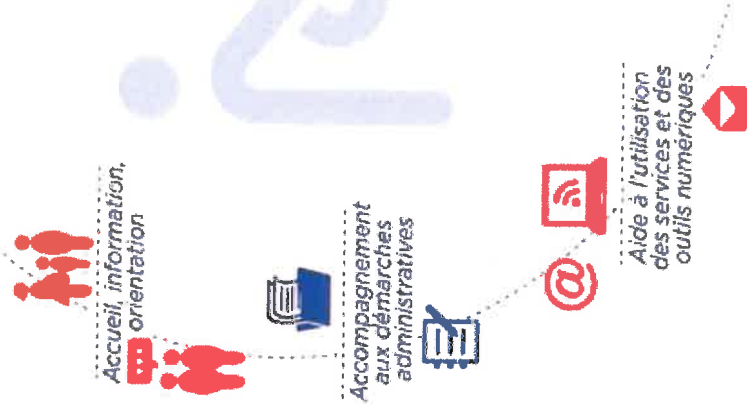 Accueil, information,
orientation
Accompagnement
aux démarches
administratives
@
Aide à l'utilisation
des services et des
outils numériques